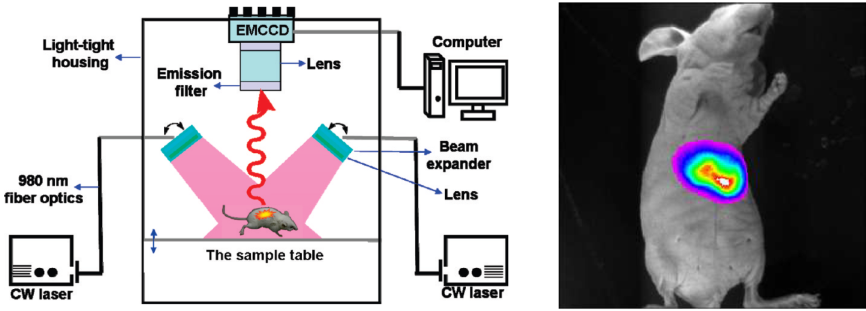 EMCCD
Light-tight
housing
Computer
Lens
Emission
filter
Beam
expander
980 nm
fiber optics
Lens
The sample table
CW laser
CW laser